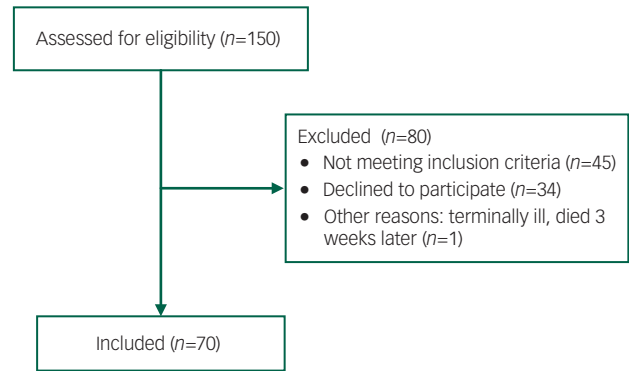 Assessed for eligibility (n=150)
Excluded (n=80)
• Not meeting inclusion criteria (n=45)
• Declined to participate (n=34)
• Other reasons: terminally ill, died 3
weeks later (n=1)
Included (n=70)